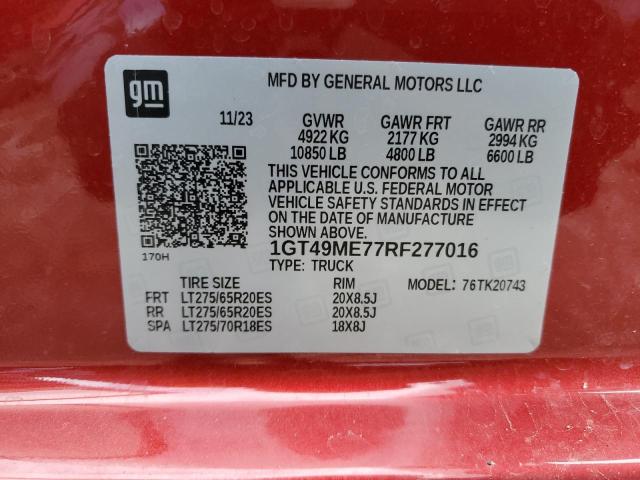 gm
MFD BY GENERAL MOTORS LLC
11/23 GVWR GAWR FRT GAWR RR
4922 KG 2177 KG 2994 KG
10850 LB 4800 LB 6600 LB
THIS VEHICLE CONFORMS TO ALL
APPLICABLE U.S. FEDERAL MOTOR
VEHICLE SAFETY STANDARDS IN EFFECT
ON THE DATE OF MANUFACTURE
SHOWN ABOVE.
170H
1GT49ME77RF277016
TYPE: TRUCK
TIRE SIZE RIM MODEL: 76TK20743
FRT LT275/65R20ES 20X8.5J
RR LT275/65R20ES 20X8.5J
SPA LT275/70R18ES 18X8J